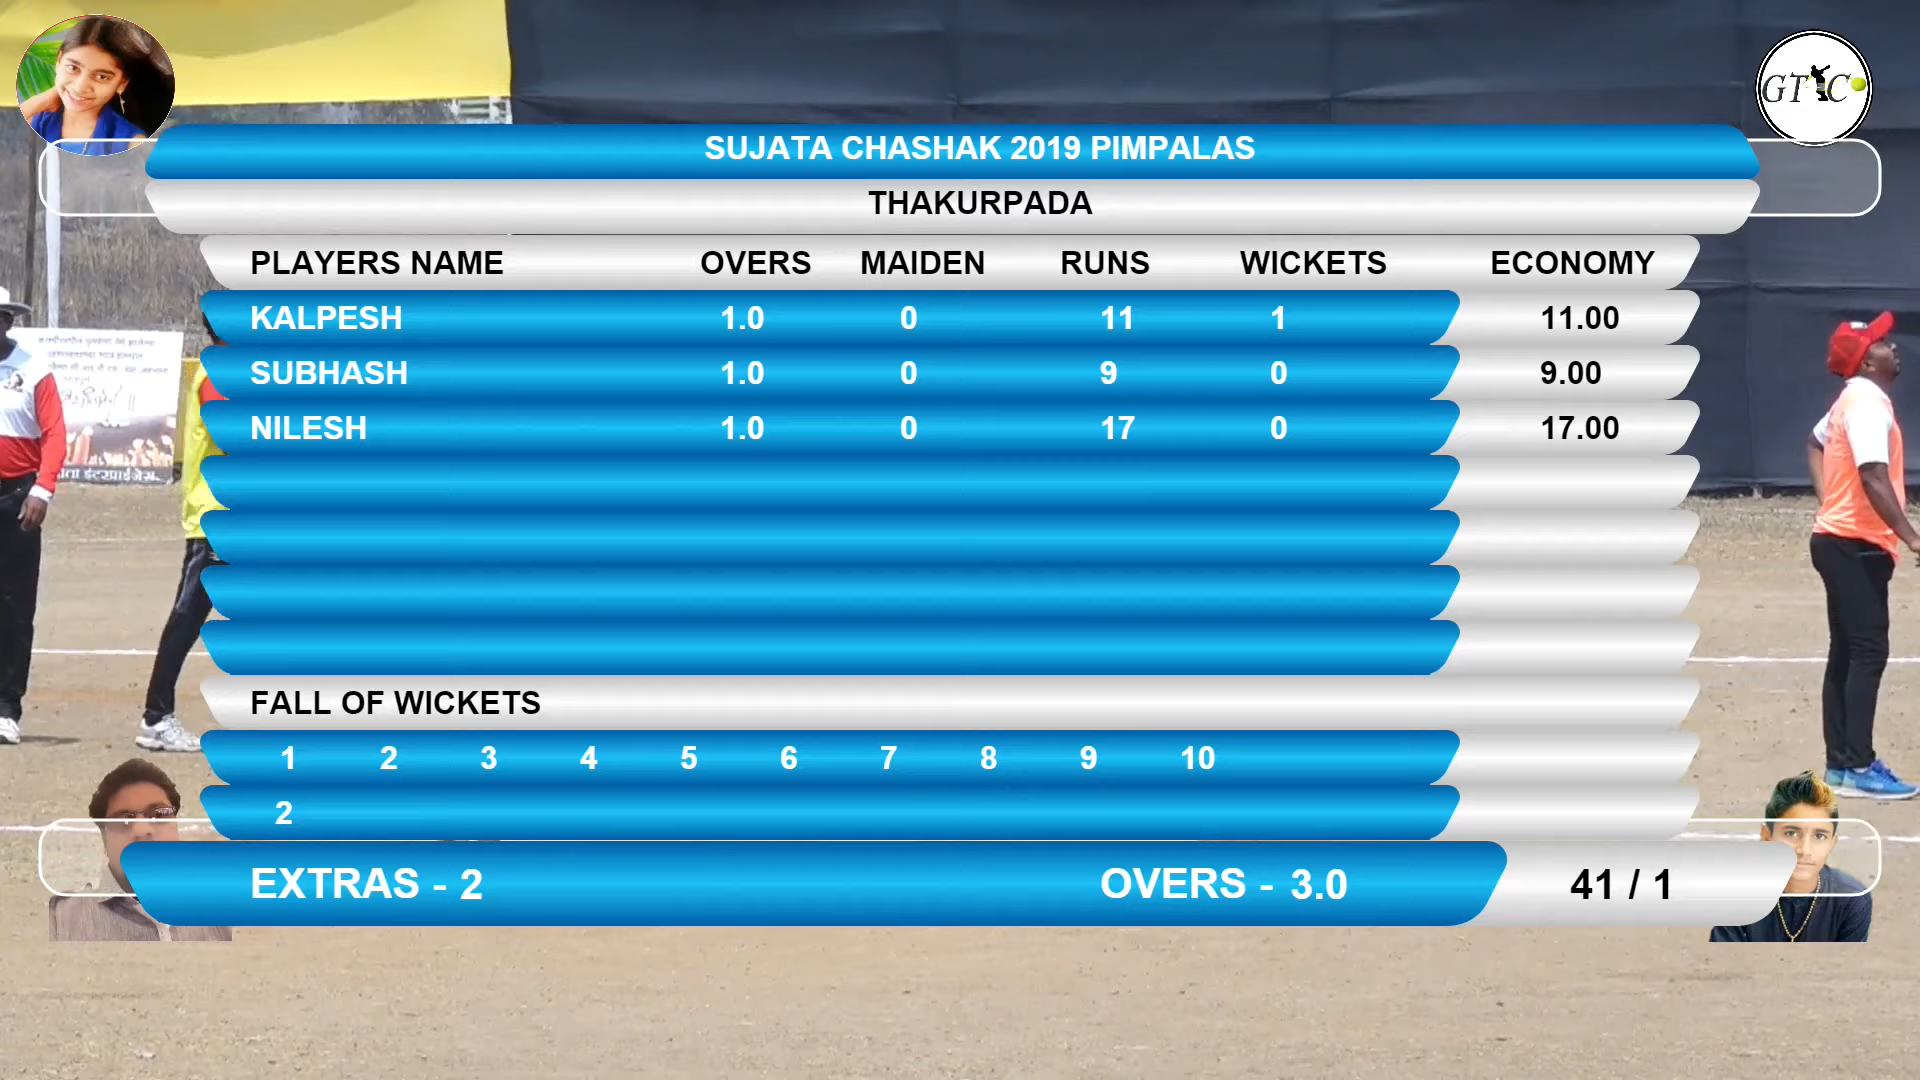 GTC
SUJATA CHASHAK 2019 PIMPALAS
THAKURPADA
PLAYERS NAME OVERS MAIDEN RUNS WICKETS ECONOMY
KALPESH 1.0 0 11 1 11.00
SUBHASH 1.0 0 9 0 9.00
NILESH 1.0 0 17 0 17.00
FALL OF WICKETS
1 2 3 4 5 6 7 8 9 10
2
EXTRAS - 2 OVERS - 3.0 41 / 1